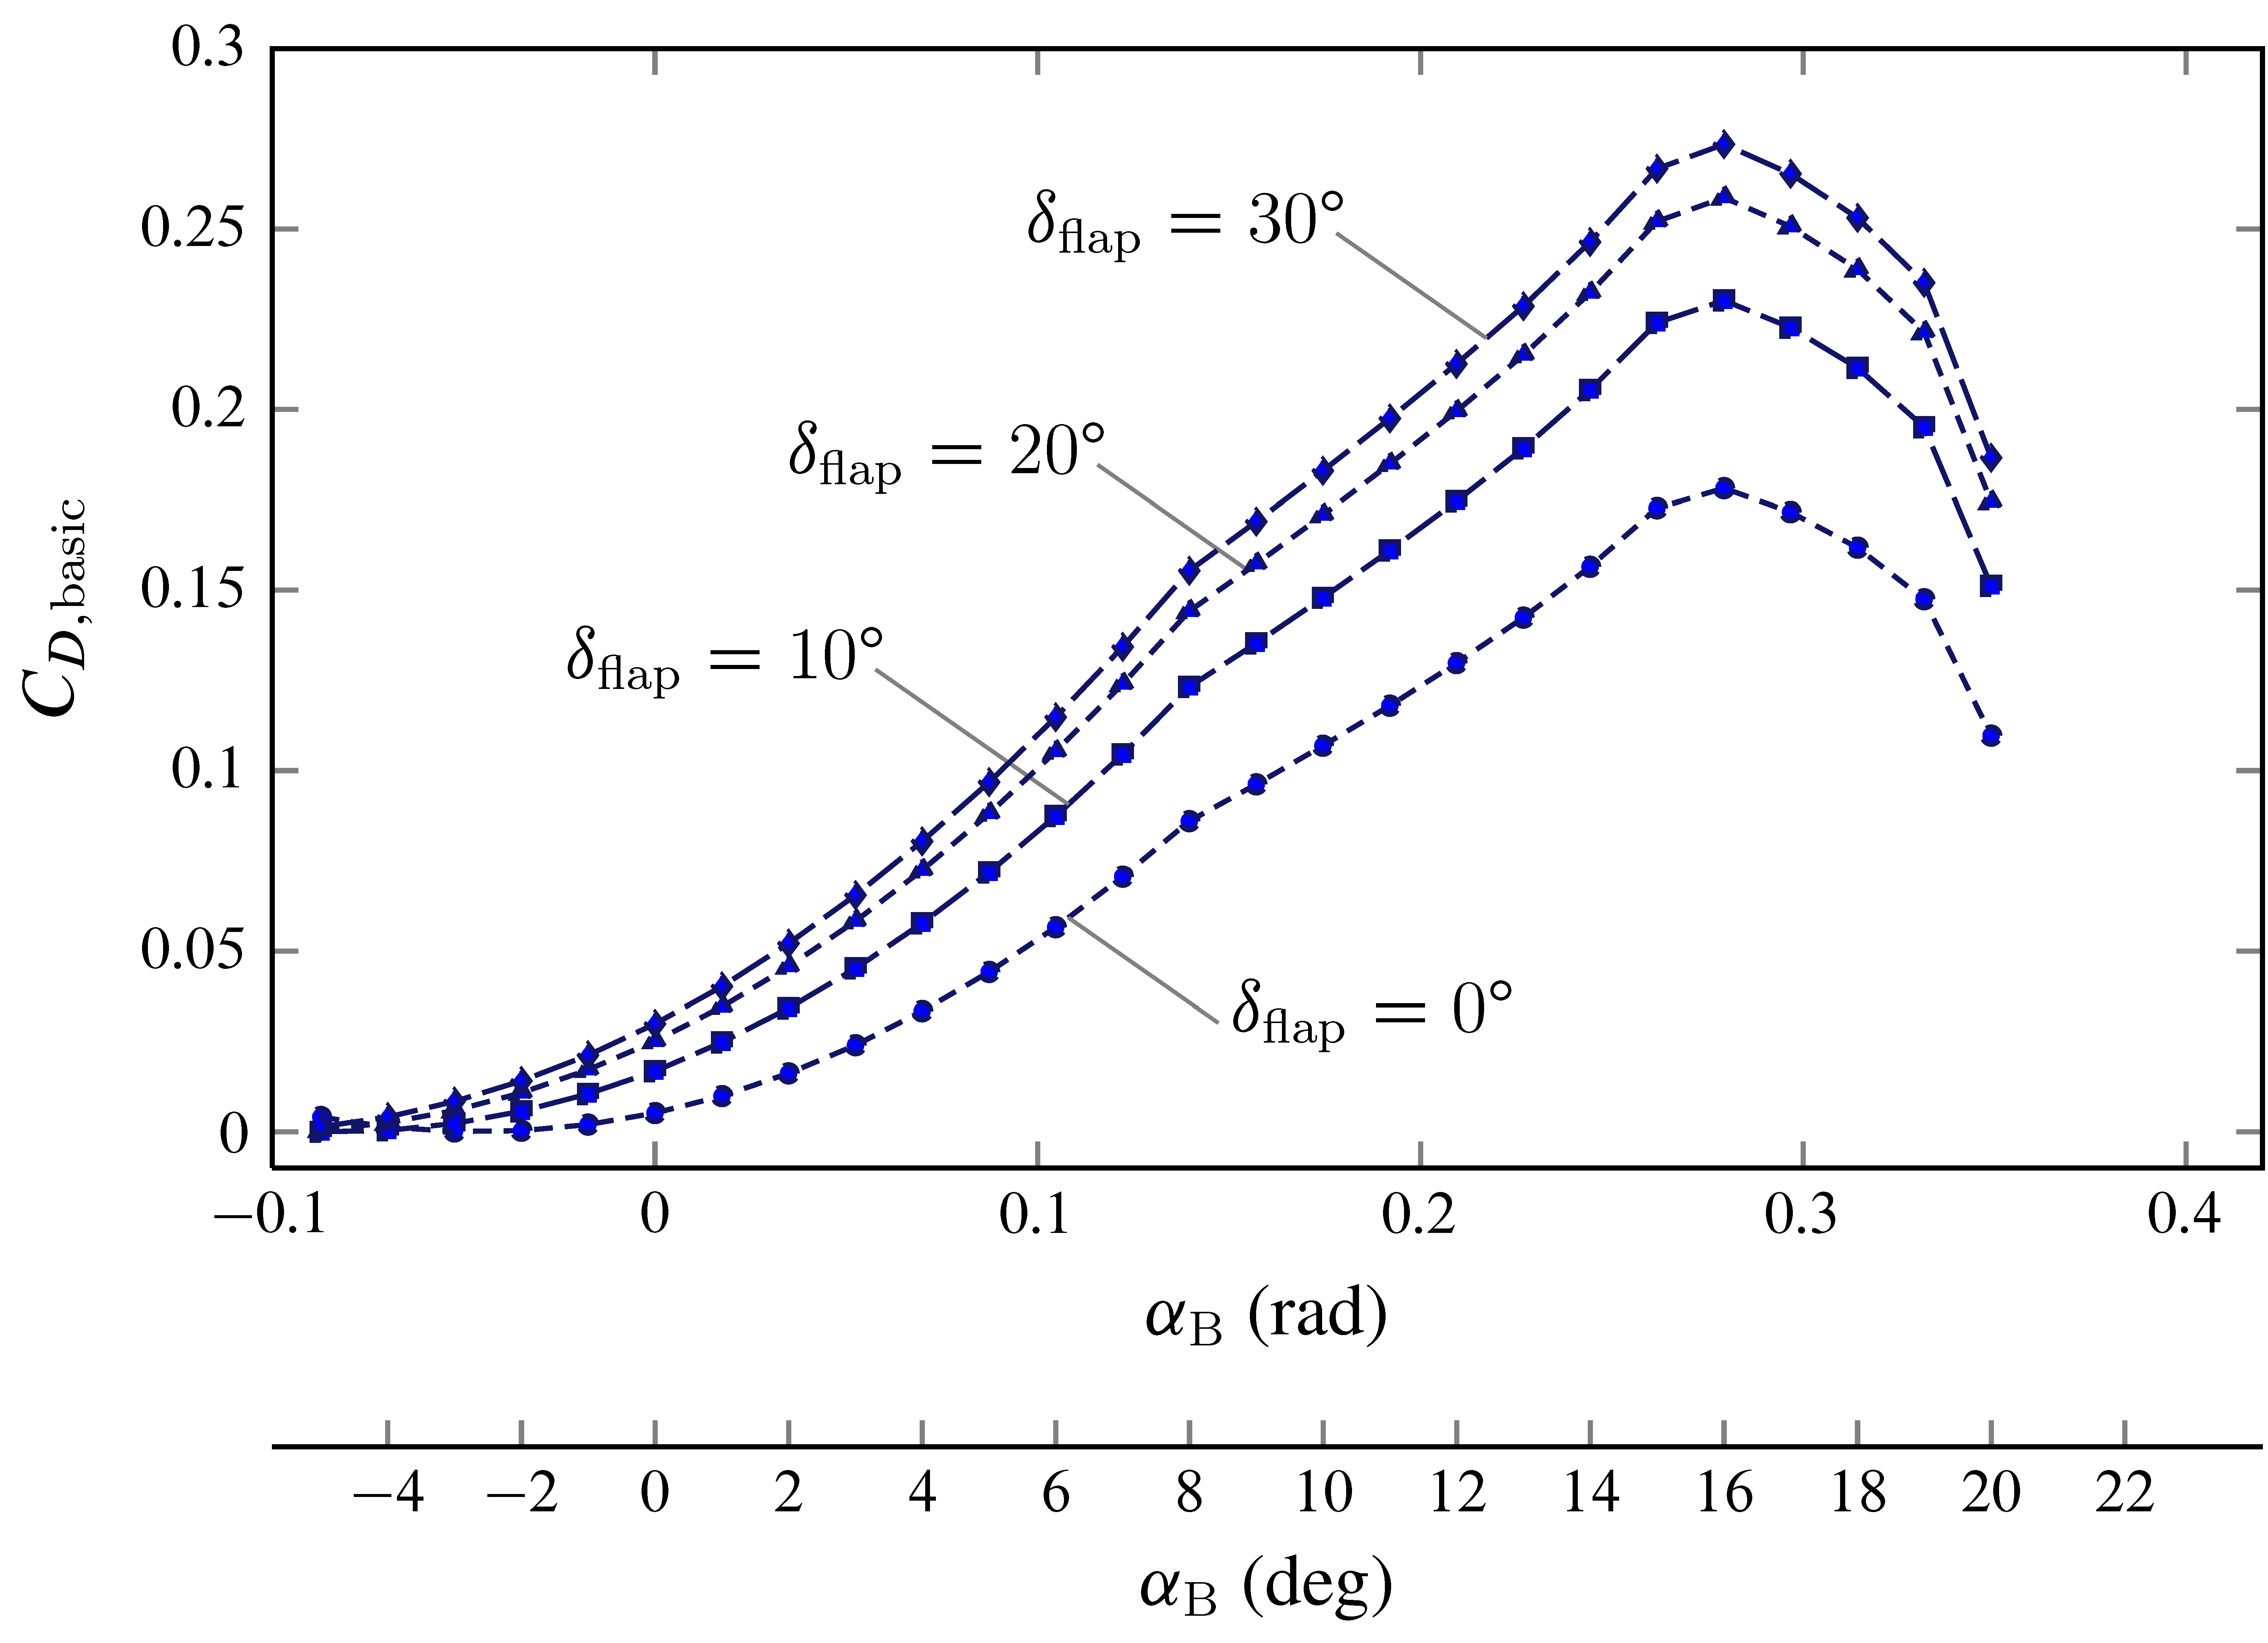 0.3
0.25
0.2
0.15
0.1
0.05
0
C_D,basic
δ_flap = 30°
δ_flap = 20°
δ_flap = 10°
δ_flap = 0°
−0.1 0 0.1 0.2 0.3 0.4
α_B (rad)
−4 −2 0 2 4 6 8 10 12 14 16 18 20 22
α_B (deg)